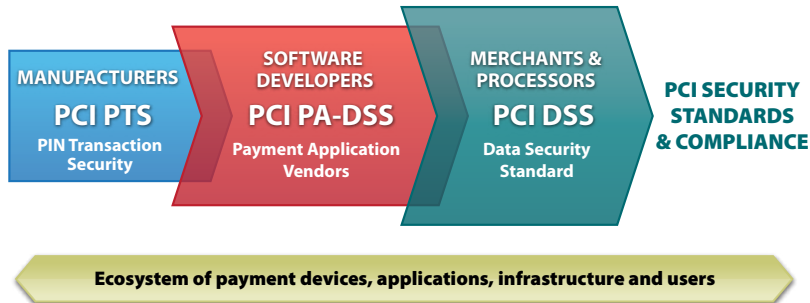 MANUFACTURERS
PCI PTS
PIN Transaction
Security
SOFTWARE
DEVELOPERS
PCI PA-DSS
Payment Application
Vendors
MERCHANTS &
PROCESSORS
PCI DSS
Data Security
Standard
PCI SECURITY
STANDARDS
& COMPLIANCE
Ecosystem of payment devices, applications, infrastructure and users